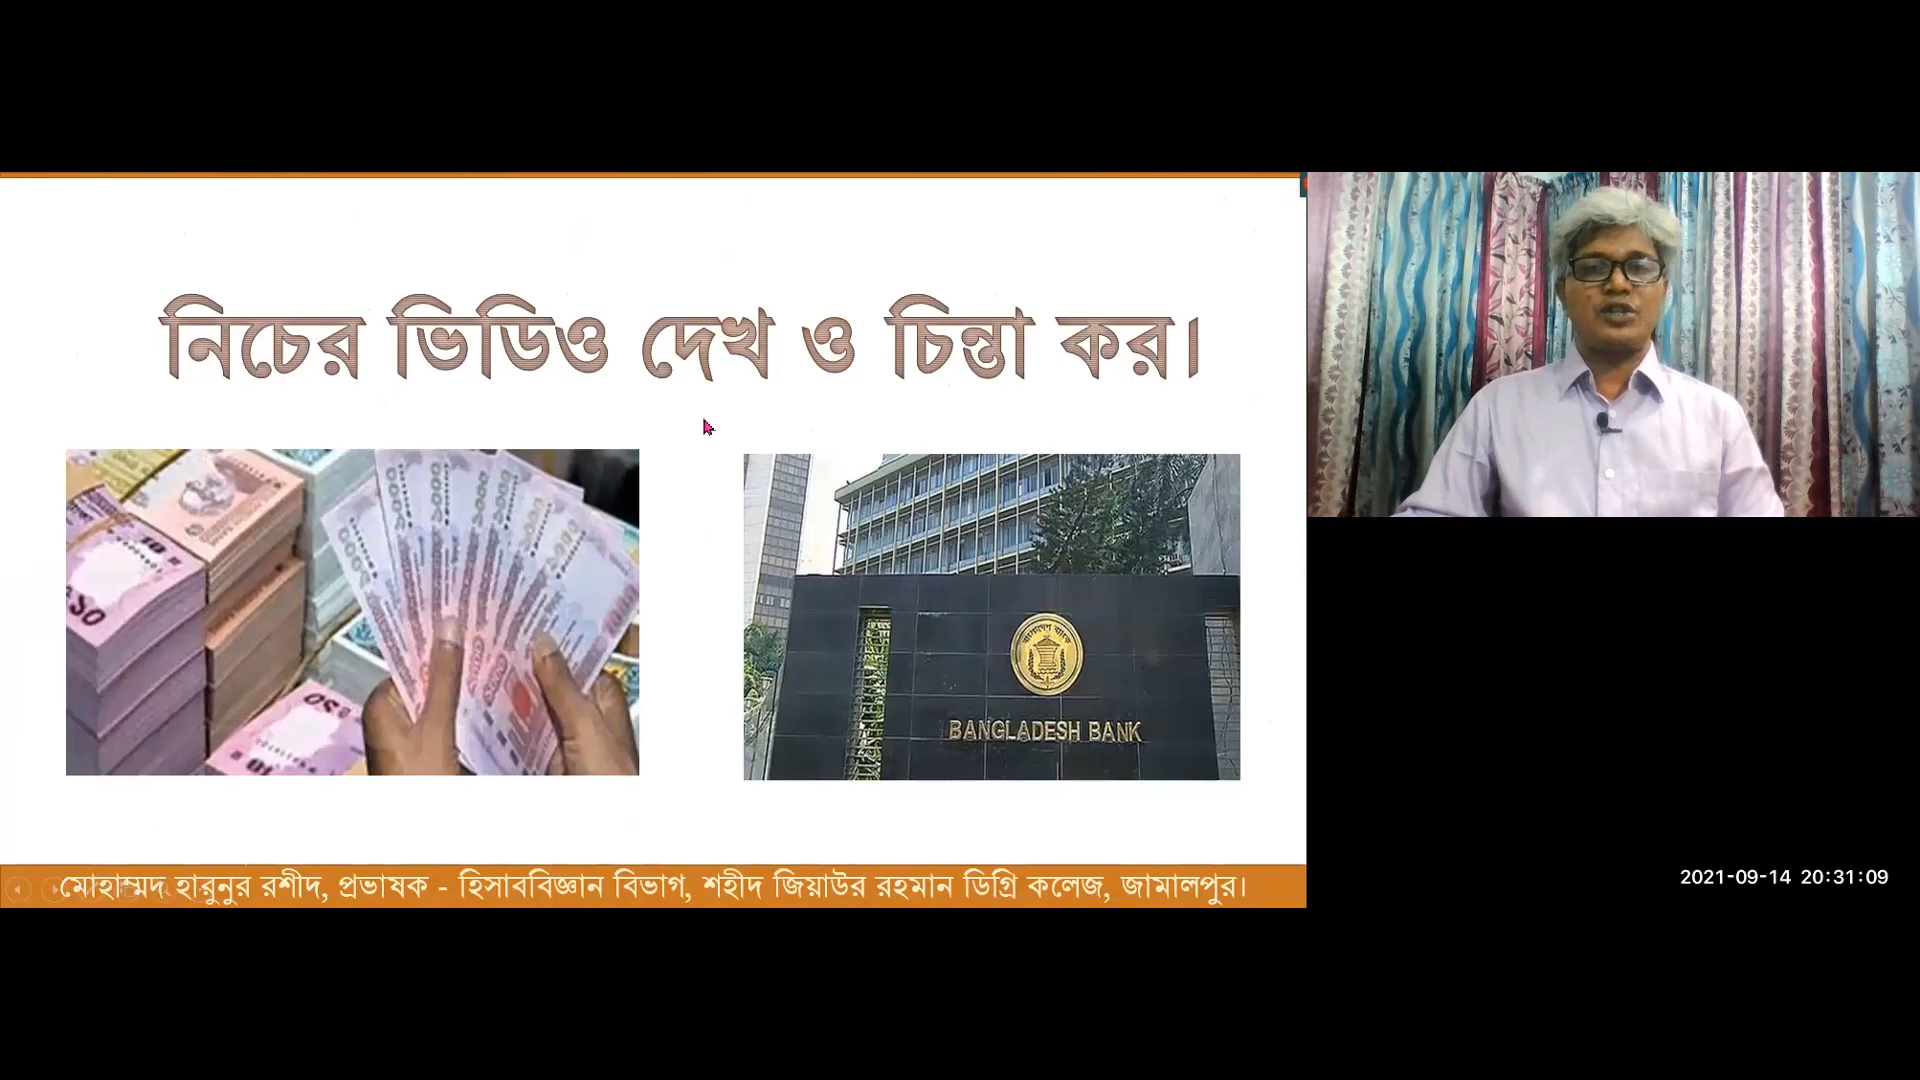 নিচের ভিডিও দেখ ও চিন্তা কর।
10
বাংলাদেশ ব্যাংক
BANGLADESH BANK
মোহাম্মদ হারুনুর রশীদ, প্রভাষক - হিসাববিজ্ঞান বিভাগ, শহীদ জিয়াউর রহমান ডিগ্রি কলেজ, জামালপুর।
2021-09-14 20:31:09